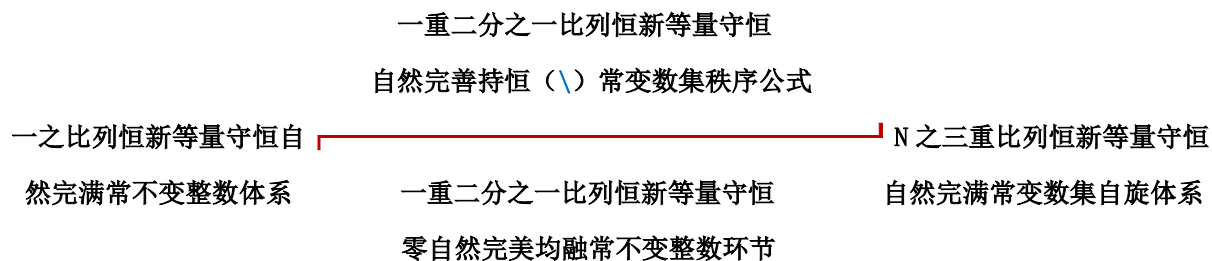 一重二分之一比列恒新等量守恒
自然完善持恒（\）常变数集秩序公式
一之比列恒新等量守恒自
然完满常不变整数体系
N之三重比列恒新等量守恒
自然完满常变数集自旋体系
一重二分之一比列恒新等量守恒
零自然完美均融常不变整数环节